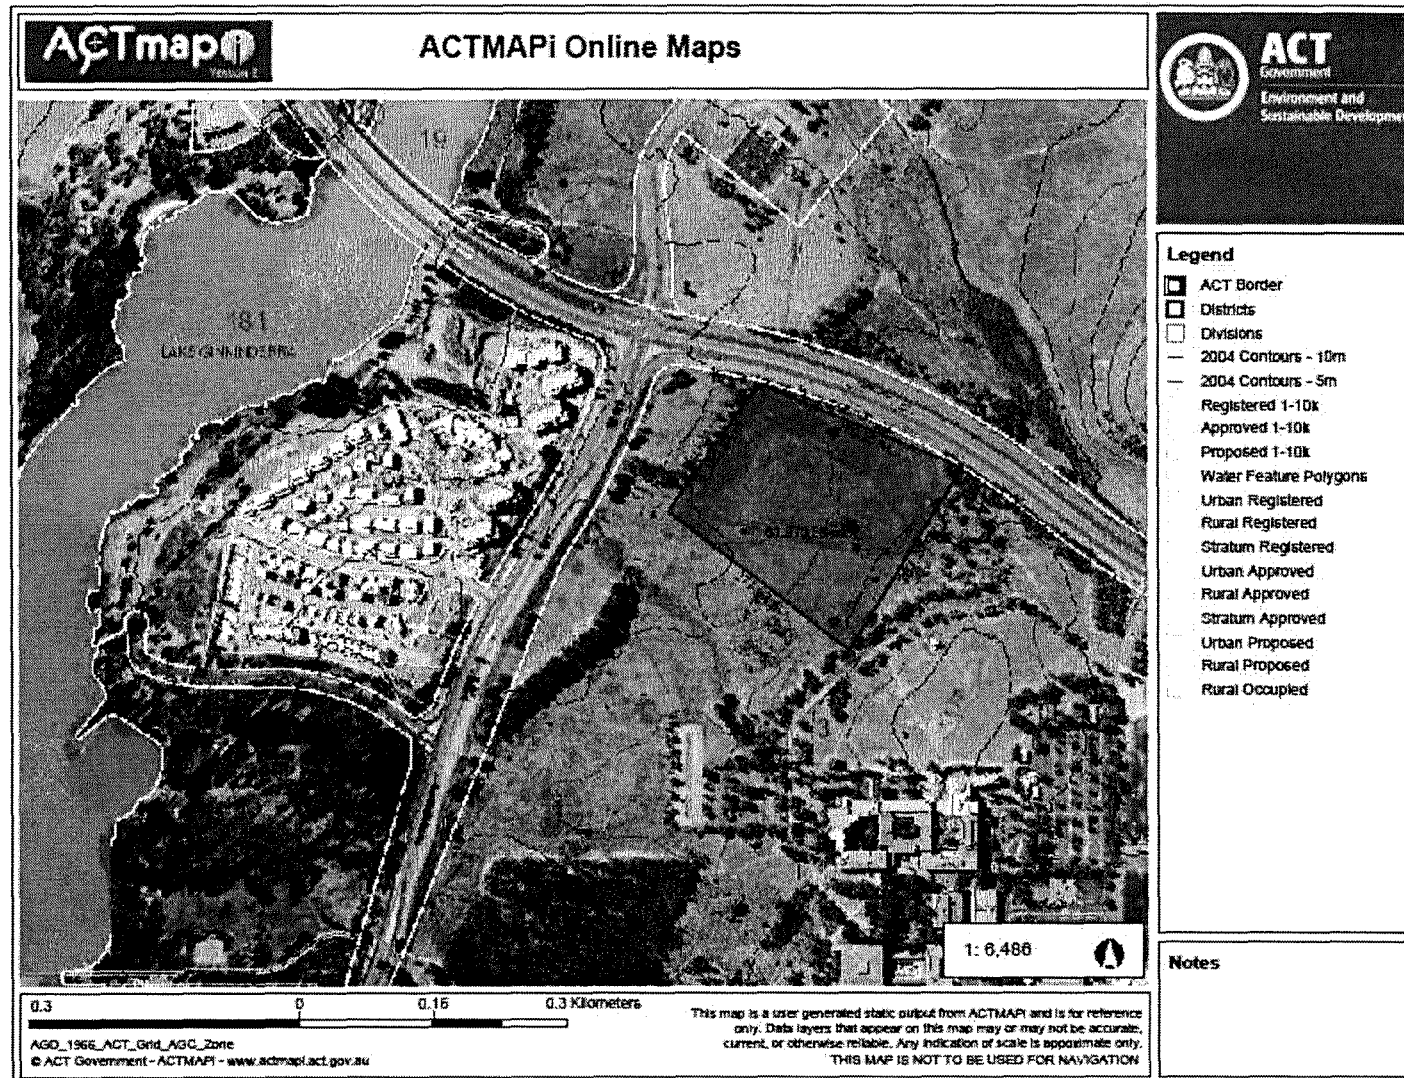 ACTmapi
VERSION 2
ACTMAPi Online Maps
ACT
Government
Environment and
Sustainable Development
19
181
LAKE GINNINDERRA
Legend
ACT Border
Districts
Divisions
2004 Contours - 10m
2004 Contours - 5m
Registered 1-10k
Approved 1-10k
Proposed 1-10k
Water Feature Polygons
Urban Registered
Rural Registered
Stratum Registered
Urban Approved
Rural Approved
Stratum Approved
Urban Proposed
Rural Proposed
Rural Occupied
1: 6,486
Notes
0.3 0 0.16 0.3 Kilometers
AGD_1966_ACT_Grid_AGC_Zone
© ACT Government - ACTMAPi - www.actmapi.act.gov.au
This map is a user generated static output from ACTMAPi and is for reference
only. Data layers that appear on this map may or may not be accurate,
current, or otherwise reliable. Any indication of scale is approximate only.
THIS MAP IS NOT TO BE USED FOR NAVIGATION